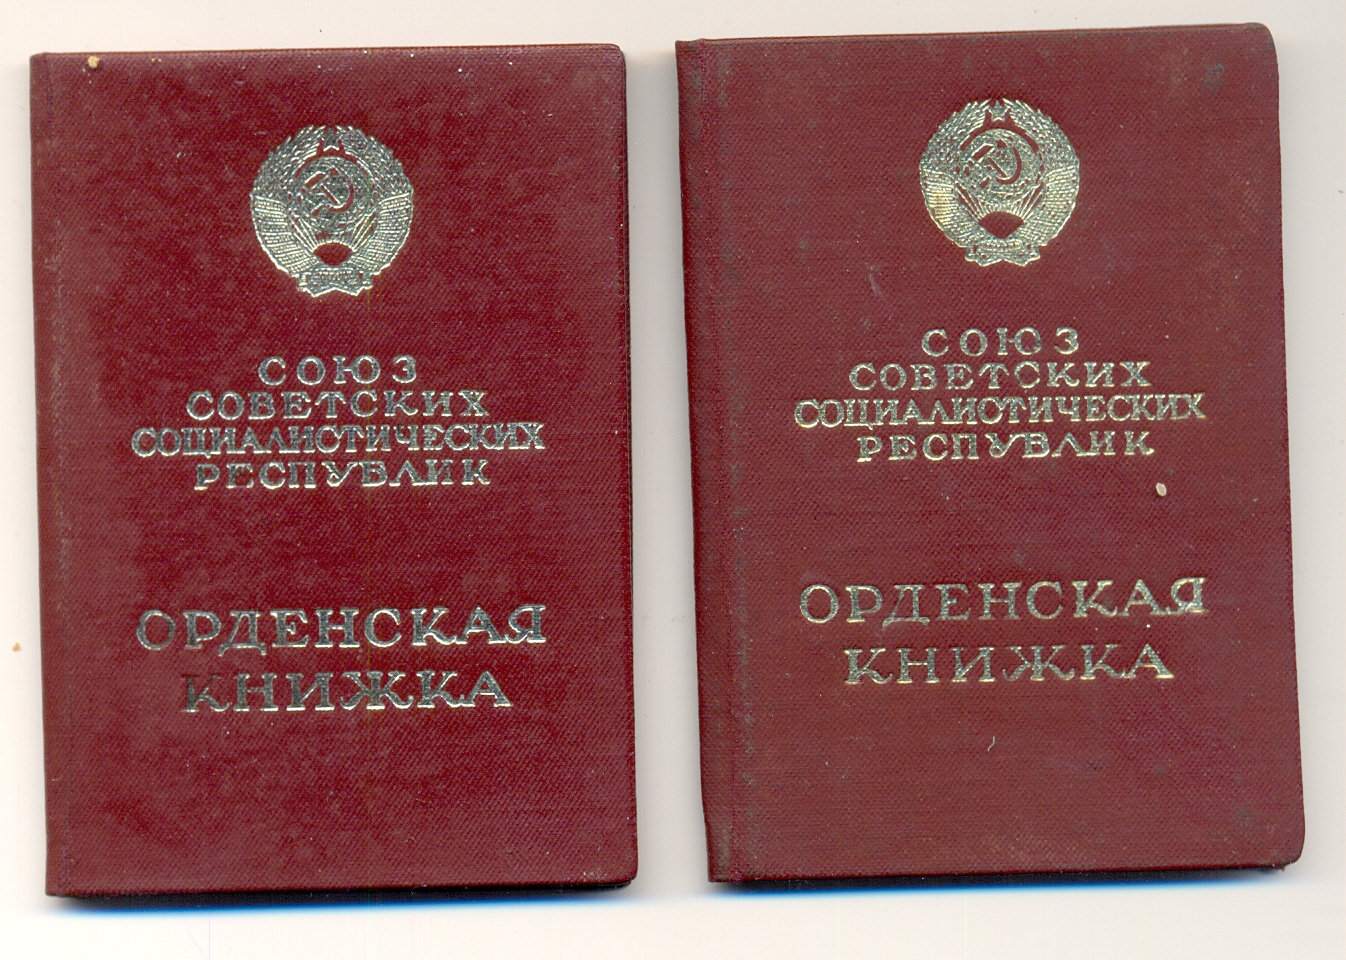 СОЮЗ
СОВЕТСКИХ
СОЦИАЛИСТИЧЕСКИХ
РЕСПУБЛИК
ОРДЕНСКАЯ
КНИЖКА
СОЮЗ
СОВЕТСКИХ
СОЦИАЛИСТИЧЕСКИХ
РЕСПУБЛИК
ОРДЕНСКАЯ
КНИЖКА